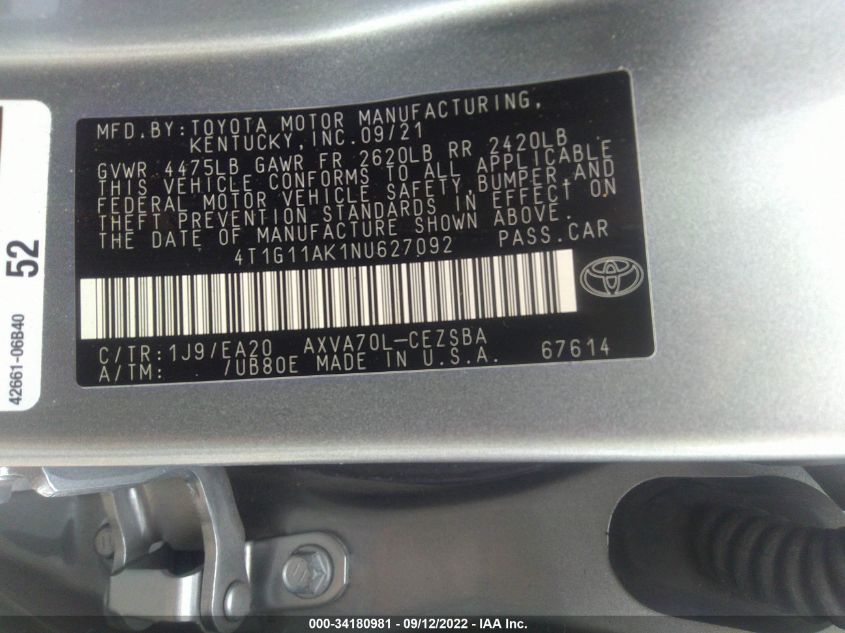 MFD.BY:TOYOTA MOTOR MANUFACTURING,
KENTUCKY,INC.09/21
GVWR 4475LB GAWR FR 2620LB RR 2420LB
THIS VEHICLE CONFORMS TO ALL APPLICABLE
FEDERAL MOTOR VEHICLE SAFETY,BUMPER,AND
THEFT PREVENTION STANDARDS IN EFFECT ON
THE DATE OF MANUFACTURE SHOWN ABOVE.
4T1G11AK1NU627092 PASS.CAR
C/TR:1J9/EA20 AXVA70L-CEZSBA
A/TM: /UB80E MADE IN U.S.A. 67614
52
42661-06B40
000-34180981 - 09/12/2022 - IAA Inc.